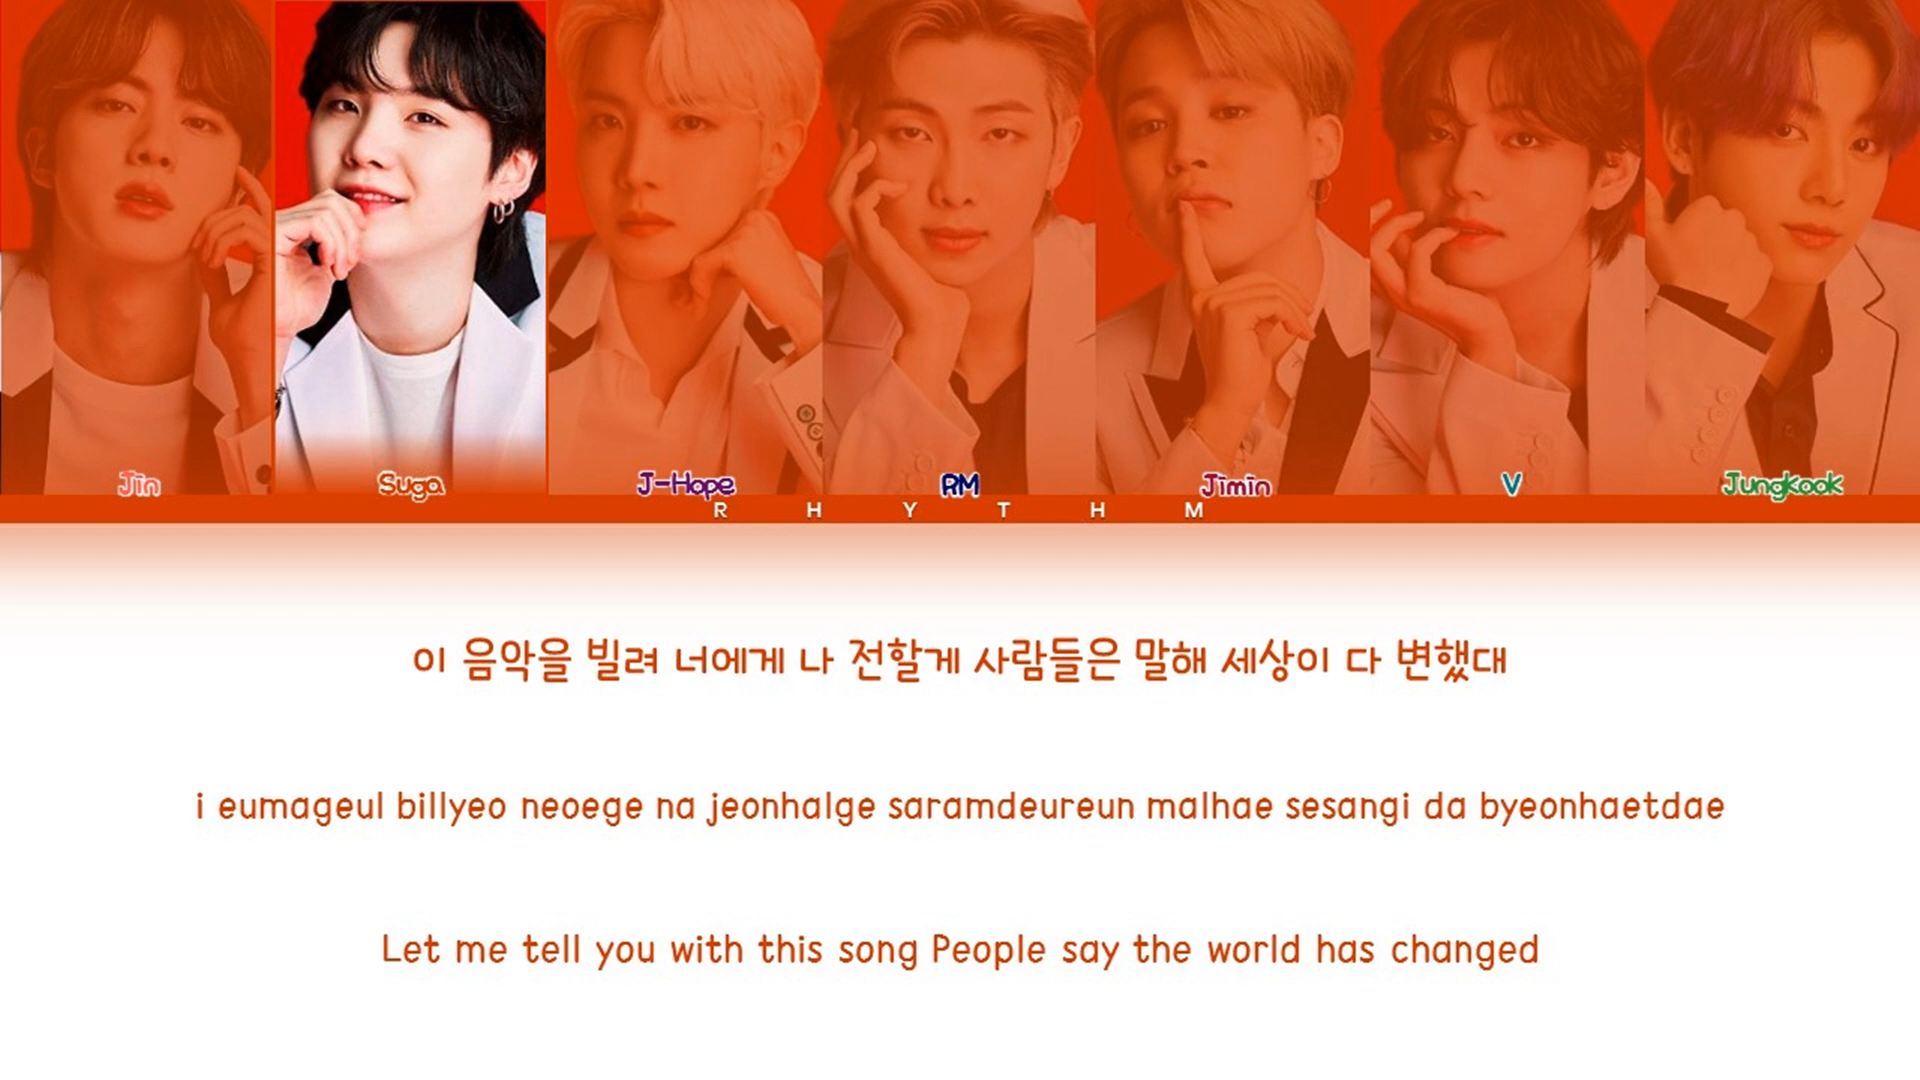 Jin Suga J-Hope RM Jimin V Jungkook
R H Y T H M
이 음악을 빌려 너에게 나 전할게 사람들은 말해 세상이 다 변했대
i eumageul billyeo neoege na jeonhalge saramdeureun malhae sesangi da byeonhaetdae
Let me tell you with this song People say the world has changed